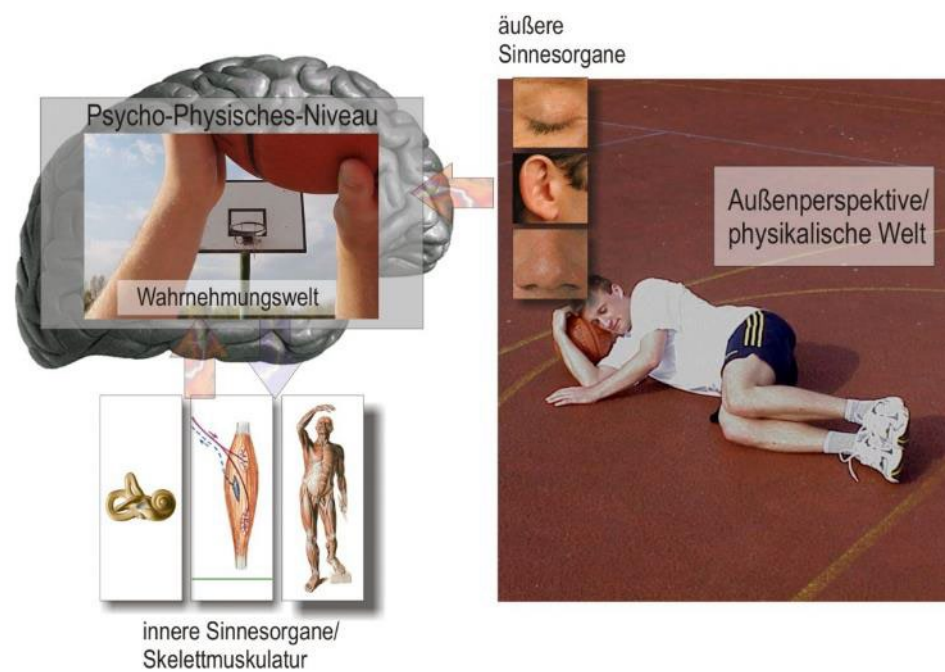 äußere
Sinnesorgane
Psycho-Physisches-Niveau
Wahrnehmungswelt
Außenperspektive/
physikalische Welt
innere Sinnesorgane/
Skelettmuskulatur